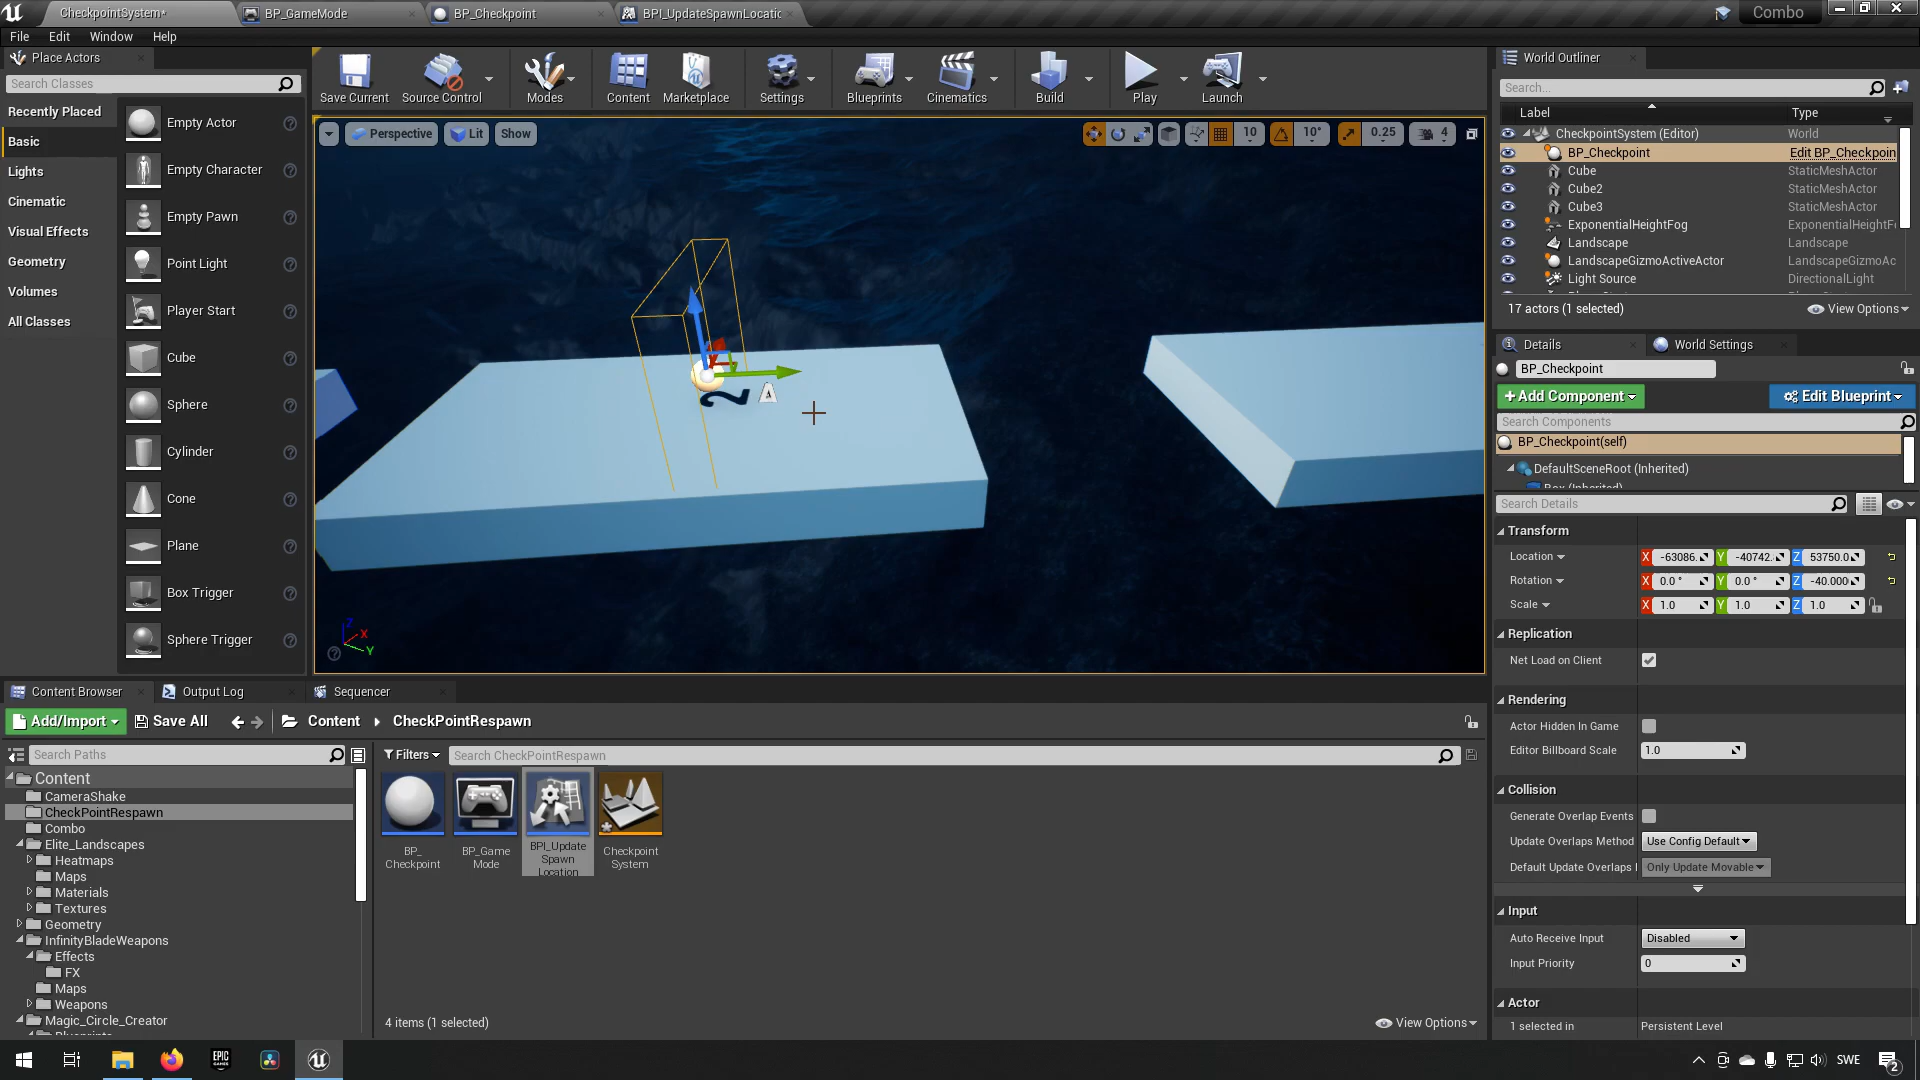 CheckpointSystem*
BP_GameMode
BP_Checkpoint
BPI_UpdateSpawnLocatic
Combo
File Edit Window Help
Place Actors
Search Classes
Recently Placed
Basic
Lights
Cinematic
Visual Effects
Geometry
Volumes
All Classes
Empty Actor
Empty Character
Empty Pawn
Point Light
Player Start
Cube
Sphere
Cylinder
Cone
Plane
Box Trigger
Sphere Trigger
Save Current
Source Control
Modes
Content
Marketplace
Settings
Blueprints
Cinematics
Build
Play
Launch
Perspective Lit Show
10 10° 0.25 4
2
A
Z X Y
World Outliner
Search...
Label Type
CheckpointSystem (Editor) World
BP_Checkpoint Edit BP_Checkpoin
Cube StaticMeshActor
Cube2 StaticMeshActor
Cube3 StaticMeshActor
ExponentialHeightFog ExponentialHeightF
Landscape Landscape
LandscapeGizmoActiveActor LandscapeGizmoAc
Light Source DirectionalLight
17 actors (1 selected) View Options
Details
World Settings
BP_Checkpoint
+Add Component Edit Blueprint
Search Components
BP_Checkpoint(self)
DefaultSceneRoot (Inherited)
Box (Inherited)
Search Details
Transform
Location X -63086. Y -40742. Z 53750.0
Rotation X 0.0 ° Y 0.0 ° Z -40.000
Scale X 1.0 Y 1.0 Z 1.0
Replication
Net Load on Client
Rendering
Actor Hidden In Game
Editor Billboard Scale 1.0
Collision
Generate Overlap Events
Update Overlaps Method Use Config Default
Default Update Overlaps Only Update Movable
Input
Auto Receive Input Disabled
Input Priority 0
Actor
1 selected in Persistent Level
Content Browser
Output Log
Sequencer
Add/Import Save All Content CheckPointRespawn
Search Paths
Filters Search CheckPointRespawn
Content
CameraShake
CheckPointRespawn
Combo
Elite_Landscapes
Heatmaps
Maps
Materials
Textures
Geometry
InfinityBladeWeapons
Effects
FX
Maps
Weapons
Magic_Circle_Creator
Blueprints
BP_
Checkpoint
BP_Game
Mode
BPI_Update
Spawn
Location
Checkpoint
System
4 items (1 selected) View Options
EPIC
GAMES
SWE
2